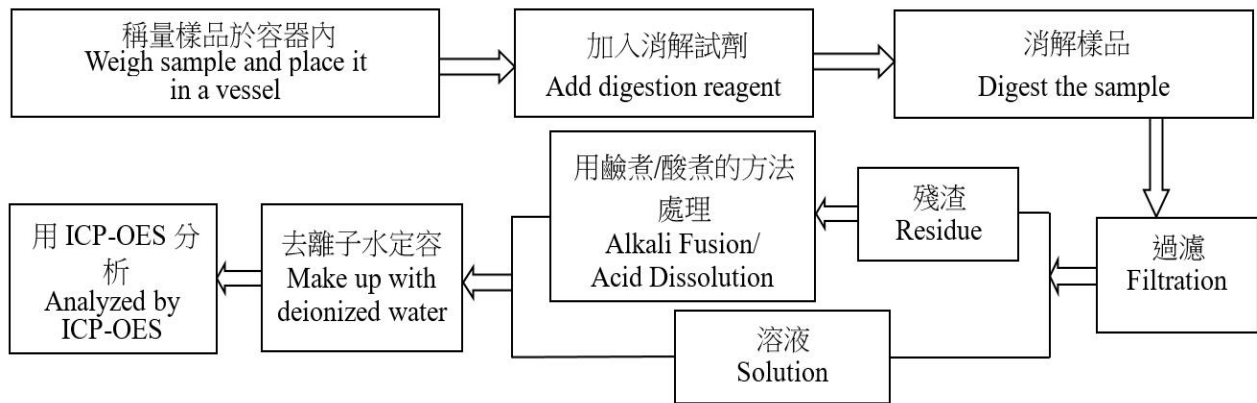 稱量樣品於容器內
Weigh sample and place it
in a vessel
加入消解試劑
Add digestion reagent
消解樣品
Digest the sample
過濾
Filtration
殘渣
Residue
用鹼煮/酸煮的方法
處理
Alkali Fusion/
Acid Dissolution
溶液
Solution
去離子水定容
Make up with
deionized water
用 ICP-OES 分
析
Analyzed by
ICP-OES